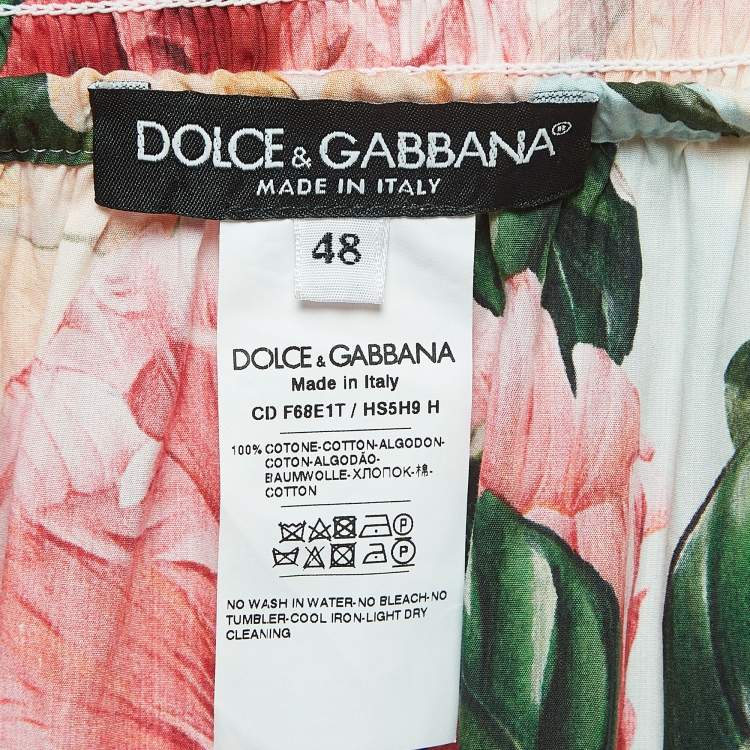 DOLCE & GABBANA
MADE IN ITALY
48
DOLCE & GABBANA
Made in Italy
CD F68E1T / HS5H9 H
100% COTONE-COTTON-ALGODON-
COTON-ALGODÃO-
BAUMWOLLE-ХЛОПОК-棉-
COTTON
P
P
NO WASH IN WATER-NO BLEACH-NO
TUMBLER-COOL IRON-LIGHT DRY
CLEANING